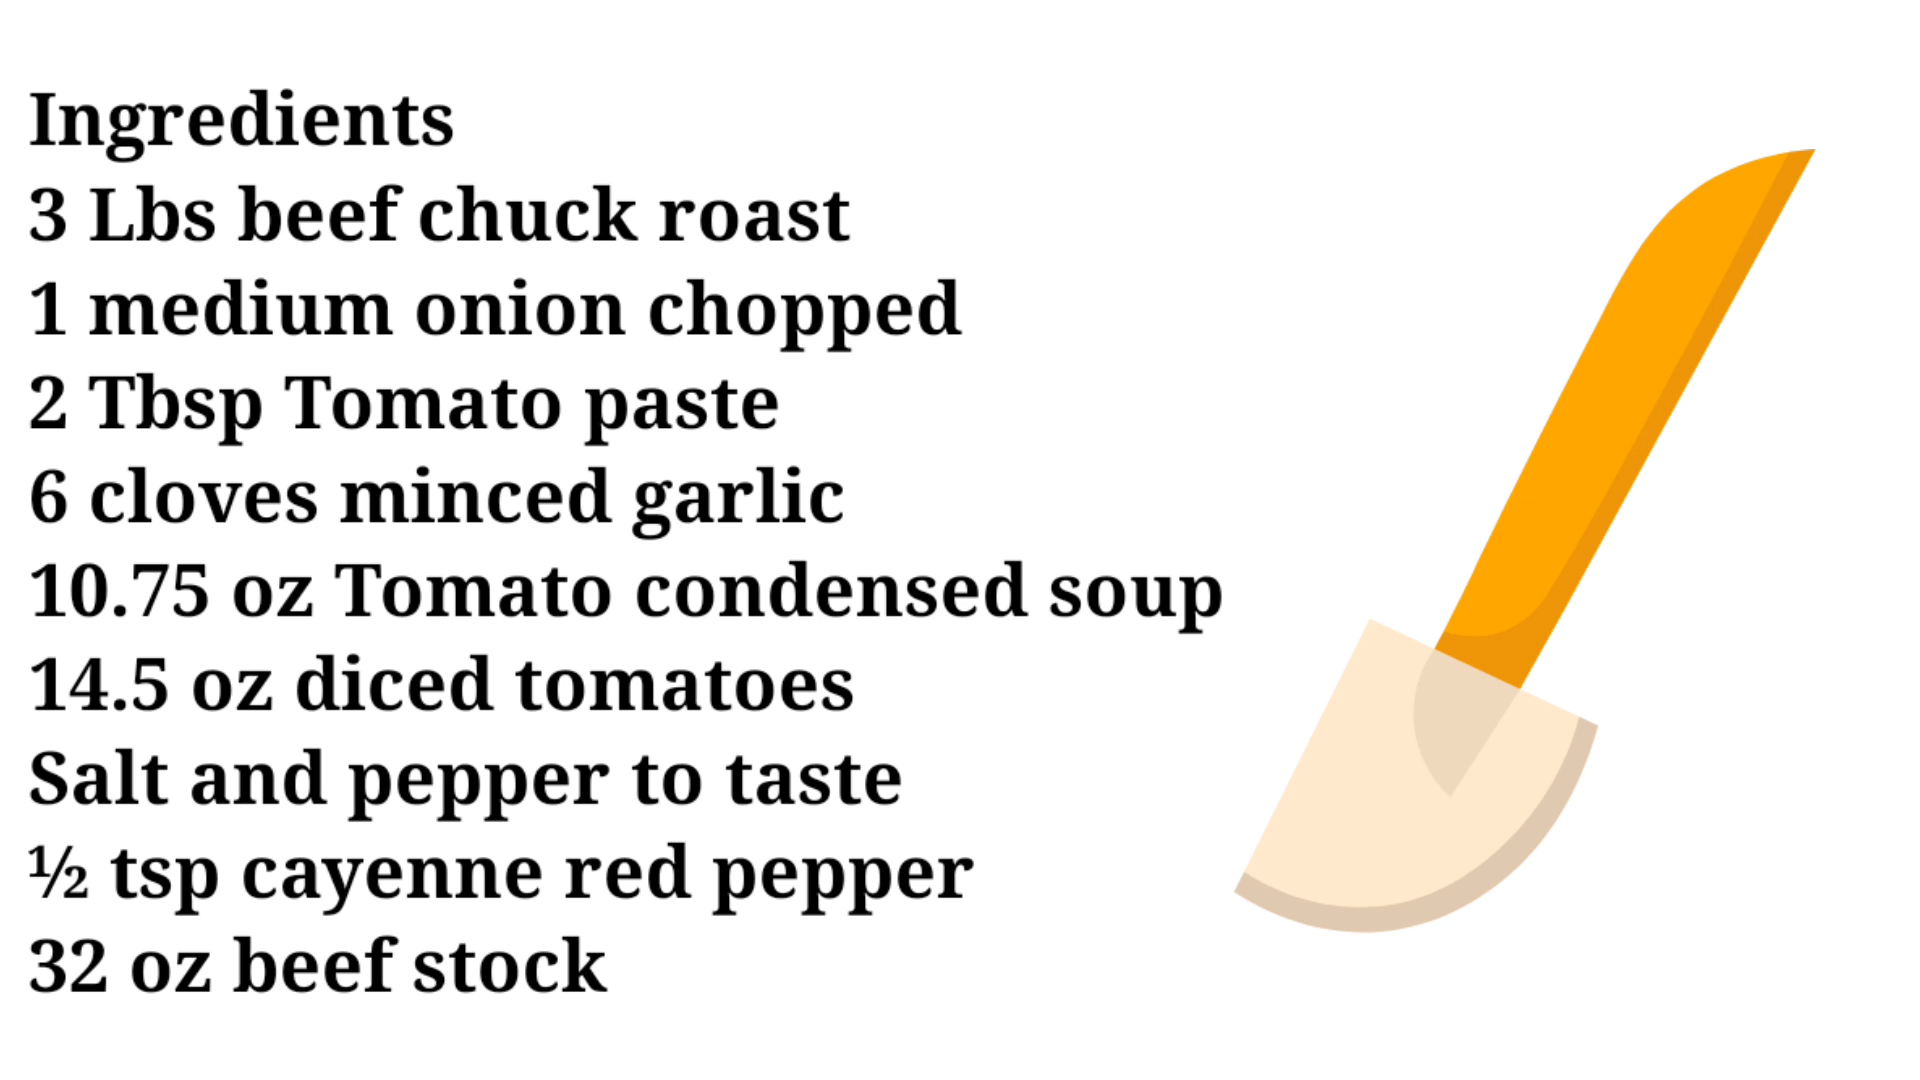 Ingredients
3 Lbs beef chuck roast
1 medium onion chopped
2 Tbsp Tomato paste
6 cloves minced garlic
10.75 oz Tomato condensed soup
14.5 oz diced tomatoes
Salt and pepper to taste
½ tsp cayenne red pepper
32 oz beef stock